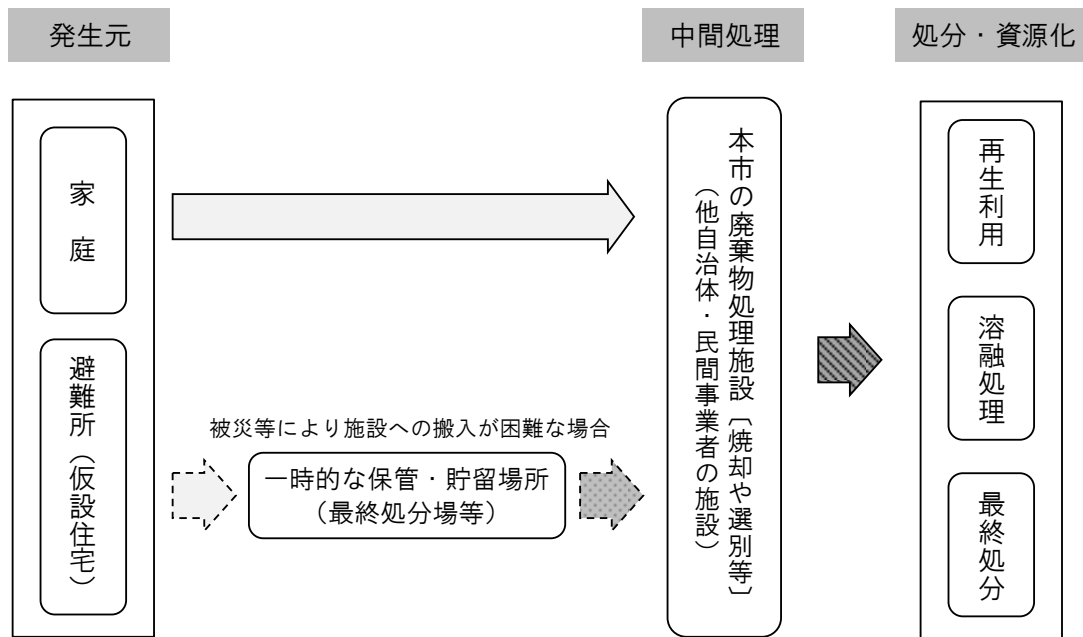 発生元
中間処理
処分・資源化
家庭
避難所（仮設住宅）
被災等により施設への搬入が困難な場合
一時的な保管・貯留場所
（最終処分場等）
本市の廃棄物処理施設〔焼却や選別等〕
（他自治体・民間事業者の施設）
再生利用
溶融処理
最終処分